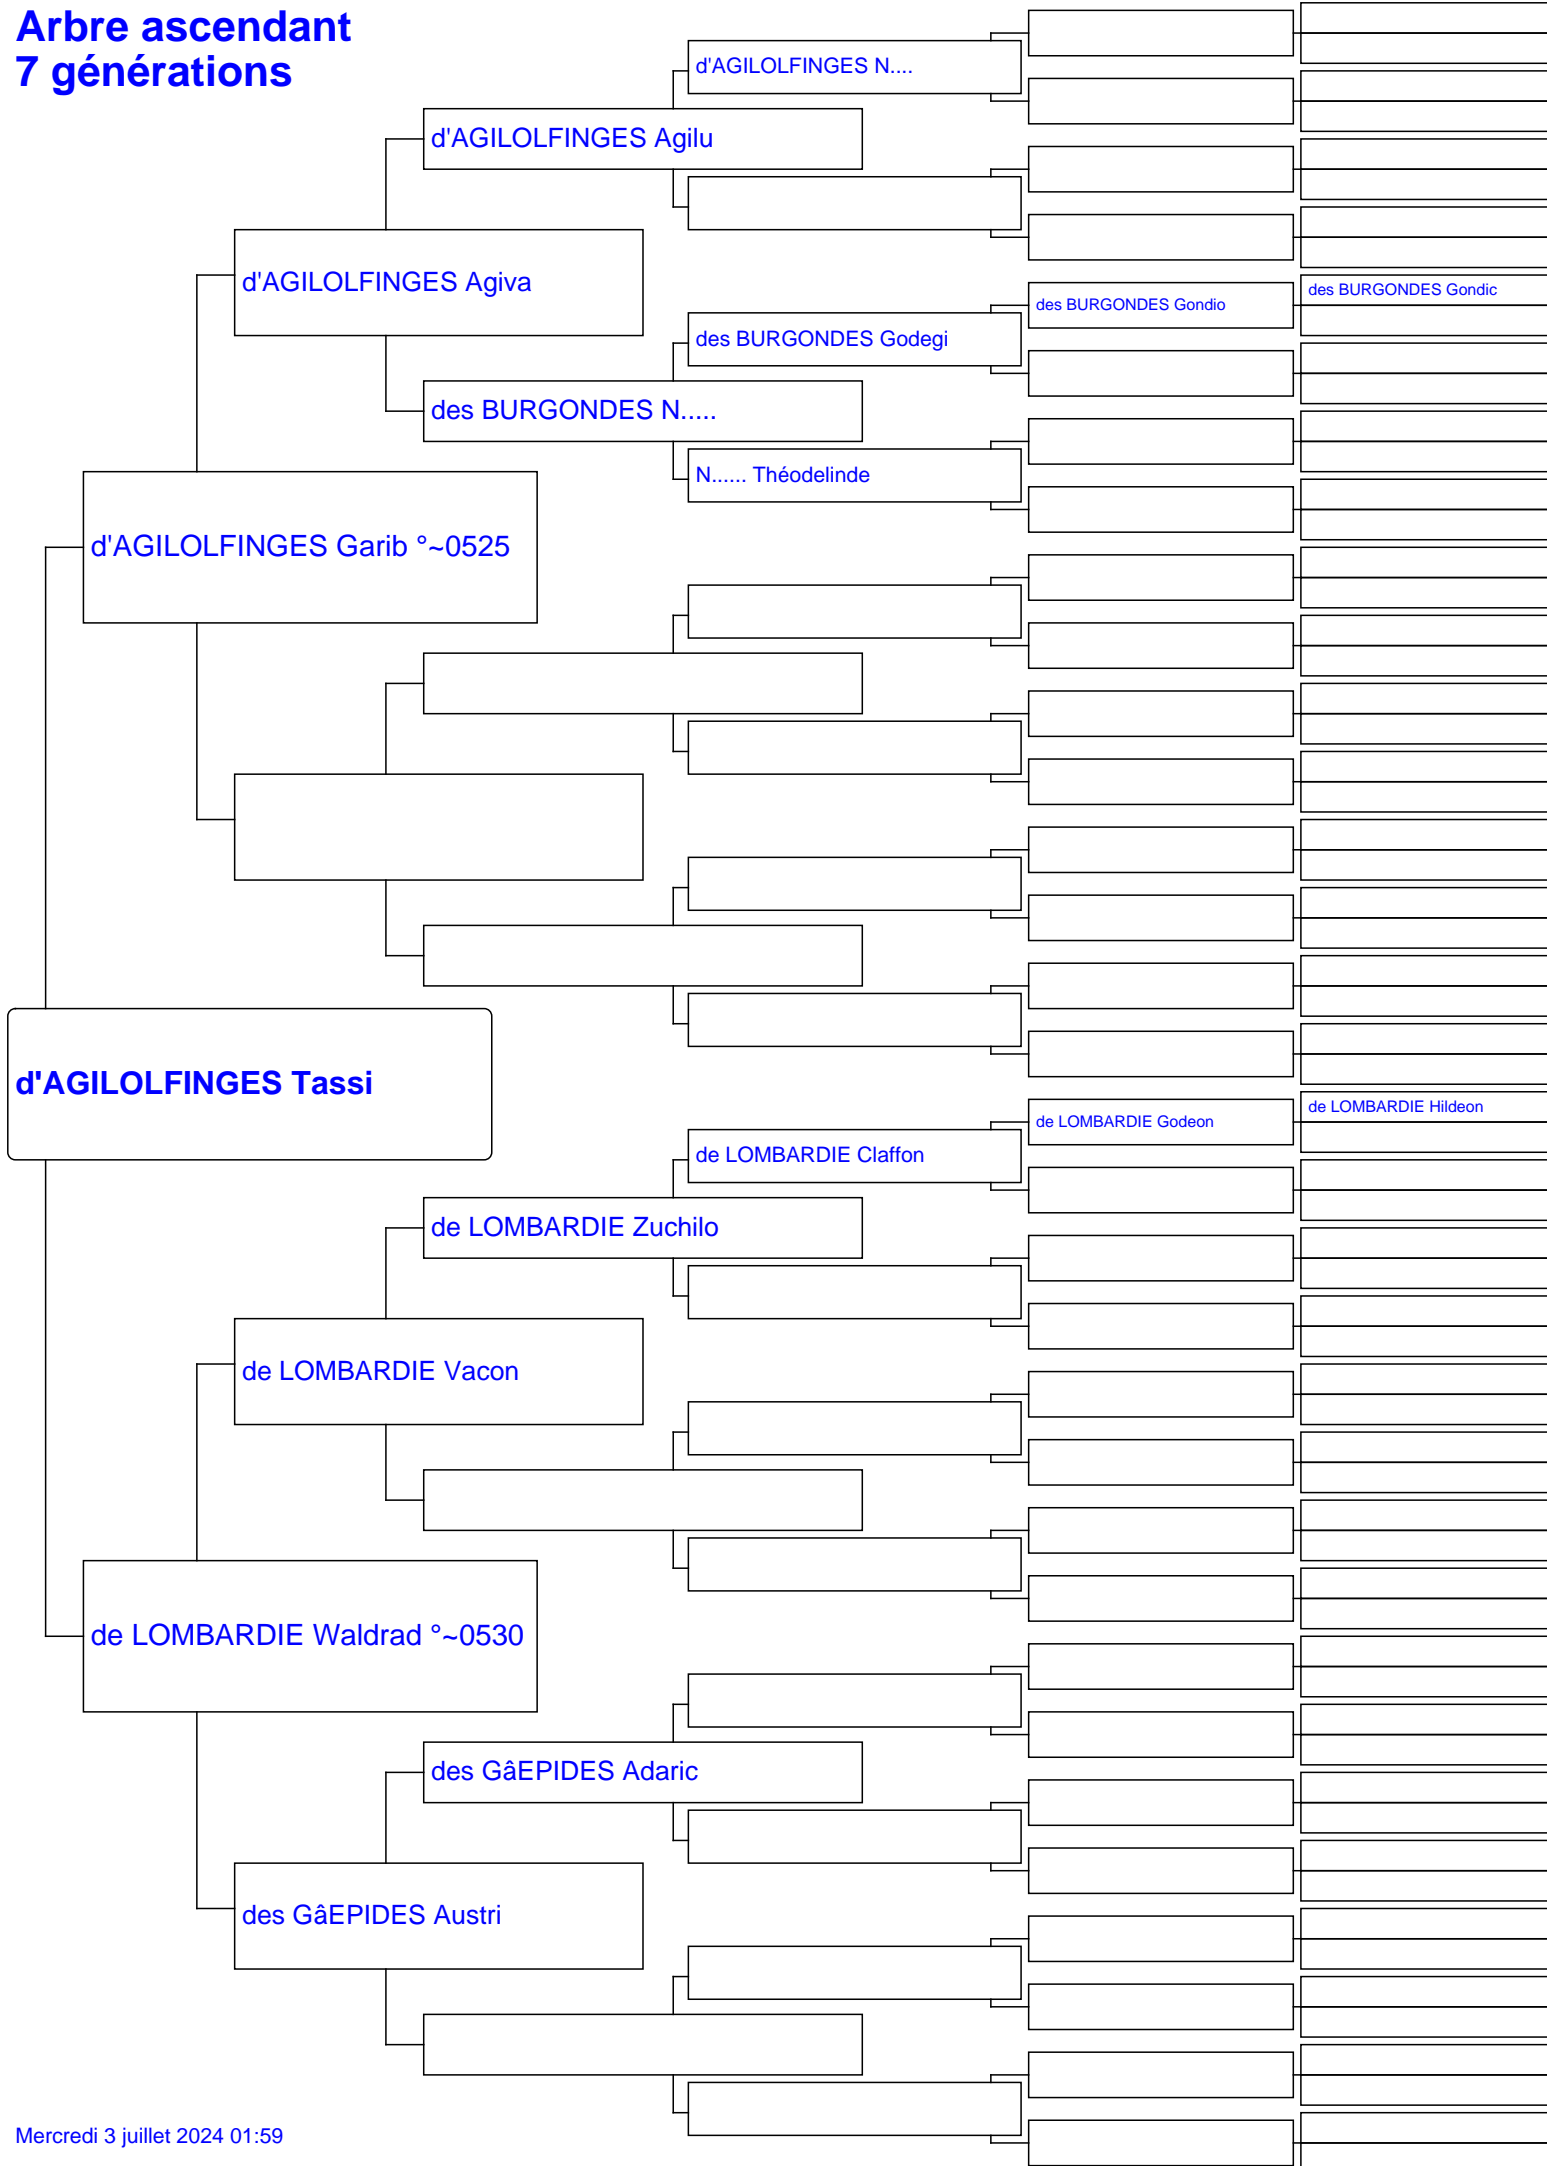 Arbre ascendant
7 générations
d'AGILOLFINGES N....
d'AGILOLFINGES Agilu
d'AGILOLFINGES Agiva
des BURGONDES Gondic
des BURGONDES Gondio
des BURGONDES Godegi
des BURGONDES N.....
N...... Théodelinde
d'AGILOLFINGES Garib °~0525
d'AGILOLFINGES Tassi
de LOMBARDIE Hildeon
de LOMBARDIE Godeon
de LOMBARDIE Claffon
de LOMBARDIE Zuchilo
de LOMBARDIE Vacon
de LOMBARDIE Waldrad °~0530
des GâEPIDES Adaric
des GâEPIDES Austri
Mercredi 3 juillet 2024 01:59